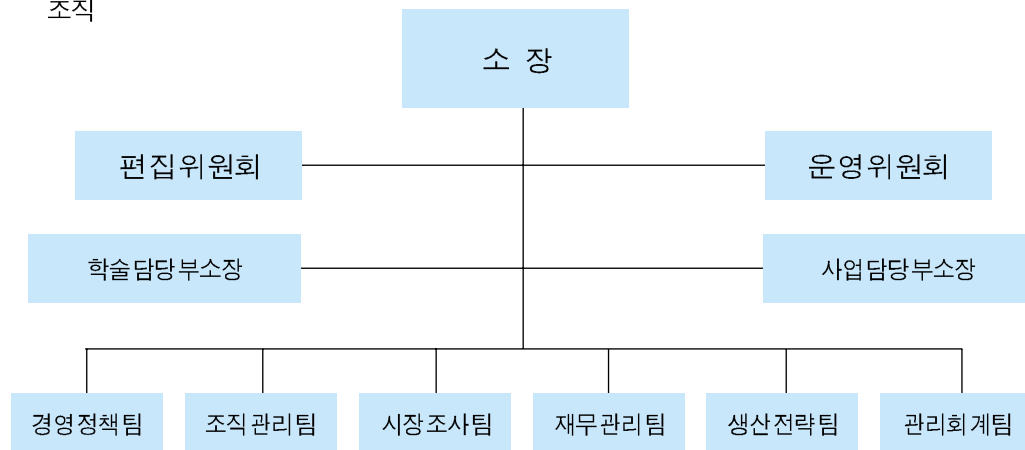 조직
소 장
편집위원회
운영위원회
학술담당부소장
사업담당부소장
경영정책팀
조직관리팀
시장조사팀
재무관리팀
생산전략팀
관리회계팀